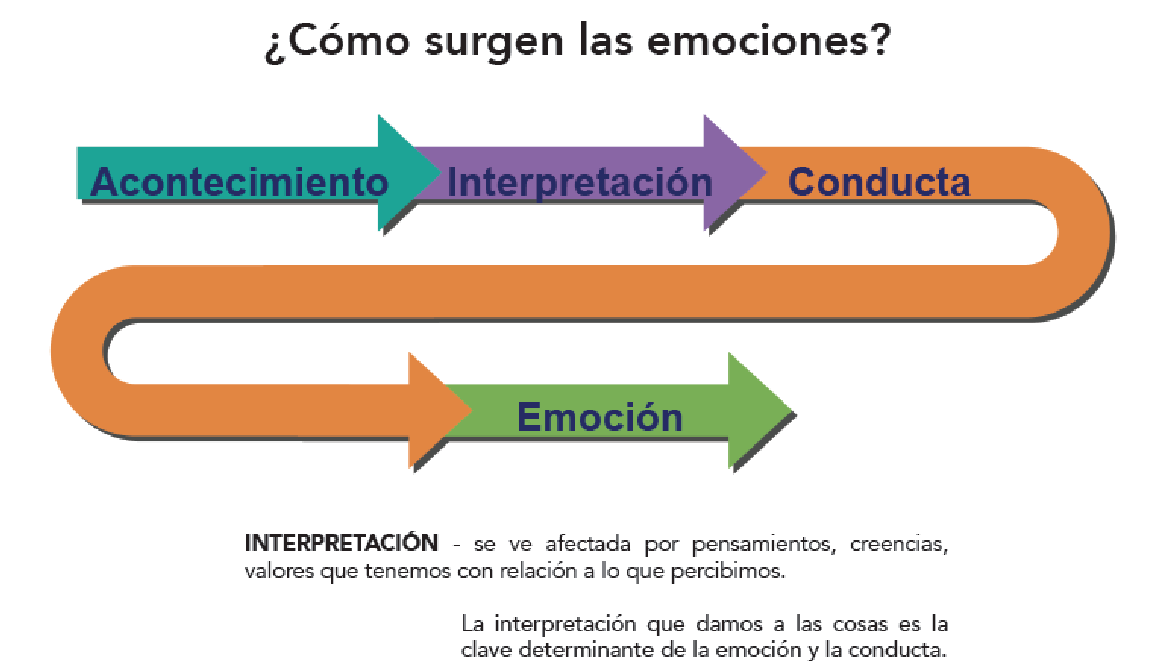 ¿Cómo surgen las emociones?
Acontecimiento Interpretación Conducta
Emoción
INTERPRETACIÓN - se ve afectada por pensamientos, creencias,
valores que tenemos con relación a lo que percibimos.
La interpretación que damos a las cosas es la
clave determinante de la emoción y la conducta.